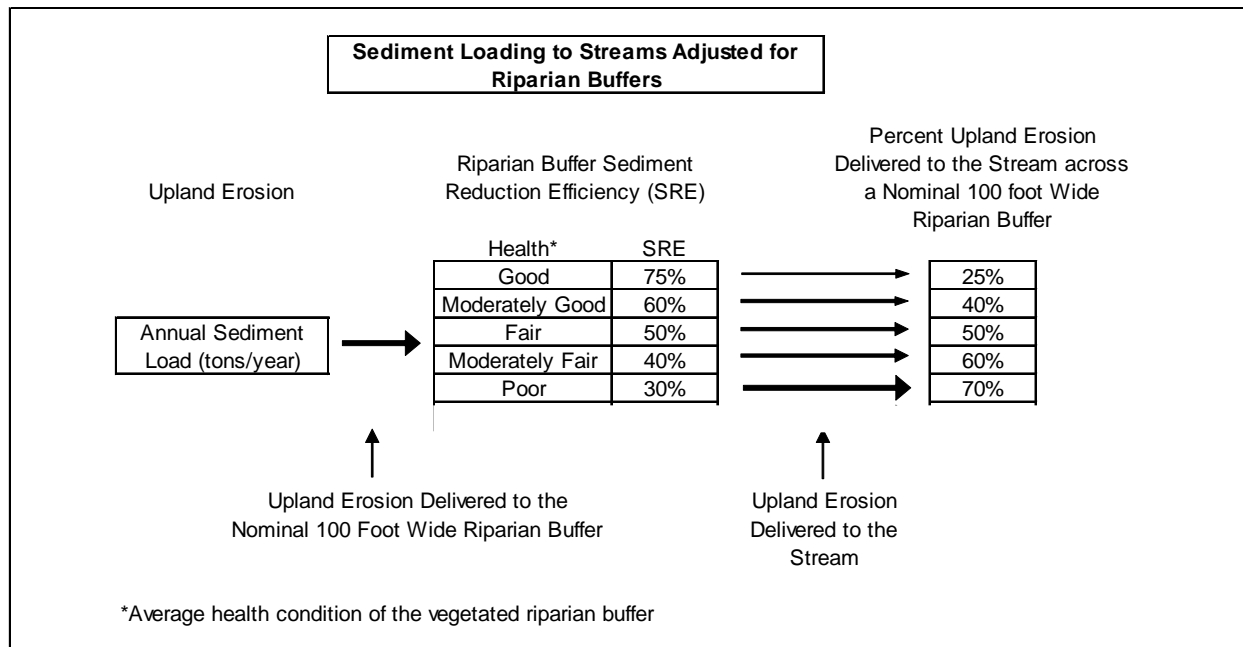 Sediment Loading to Streams Adjusted for
Riparian Buffers
Upland Erosion
Riparian Buffer Sediment
Reduction Efficiency (SRE)
Percent Upland Erosion
Delivered to the Stream across
a Nominal 100 foot Wide
Riparian Buffer
Health* SRE
Good 75% 25%
Moderately Good 60% 40%
Fair 50% 50%
Moderately Fair 40% 60%
Poor 30% 70%
Annual Sediment
Load (tons/year)
Upland Erosion Delivered to the
Nominal 100 Foot Wide Riparian Buffer
Upland Erosion
Delivered to the
Stream
*Average health condition of the vegetated riparian buffer